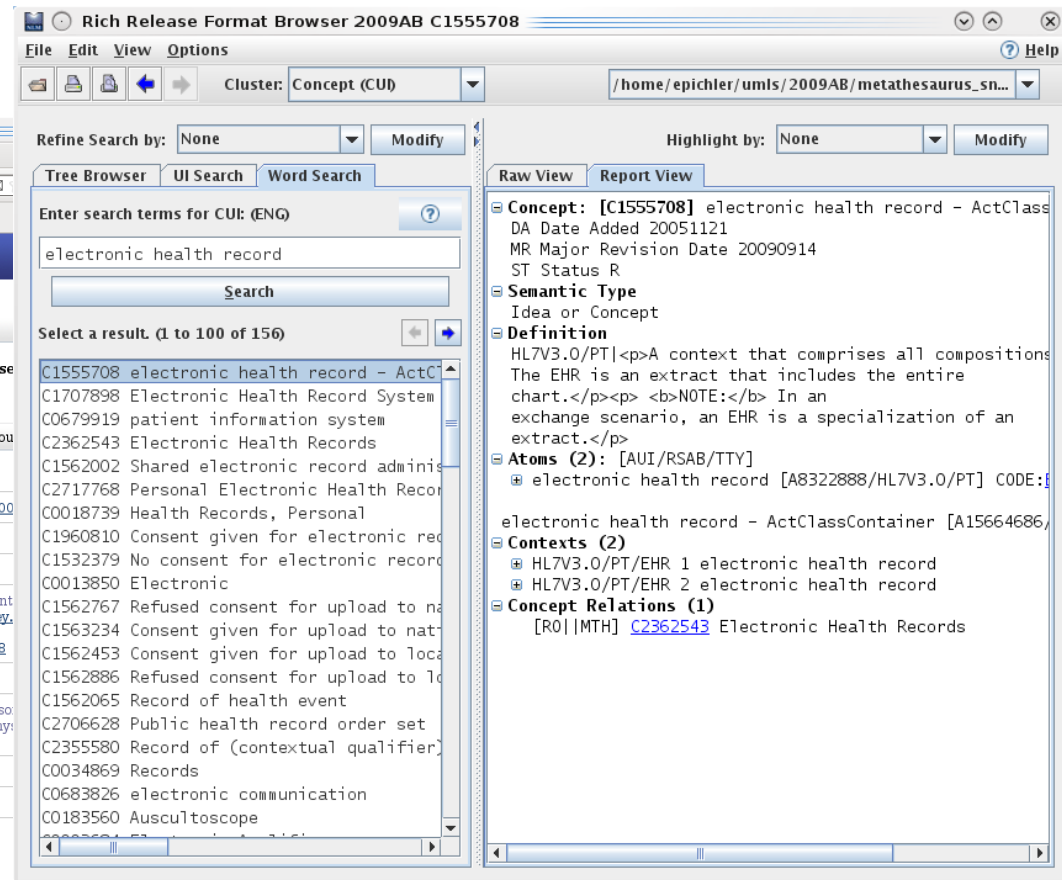 Rich Release Format Browser 2009AB C1555708
File Edit View Options
Help
Cluster: Concept (CUI)
/home/epichler/umls/2009AB/metathesaurus_sn...
Refine Search by: None Modify
Highlight by: None Modify
Tree Browser UI Search Word Search
Enter search terms for CUI: (ENG)
electronic health record
Search
Select a result. (1 to 100 of 156)
C1555708 electronic health record - ActC
C1707898 Electronic Health Record System
C0679919 patient information system
C2362543 Electronic Health Records
C1562002 Shared electronic record adminis
C2717768 Personal Electronic Health Recor
C0018739 Health Records, Personal
C1960810 Consent given for electronic rec
C1532379 No consent for electronic record
C0013850 Electronic
C1562767 Refused consent for upload to na
C1563234 Consent given for upload to nat
C1562453 Consent given for upload to loca
C1562886 Refused consent for upload to lo
C1562065 Record of health event
C2706628 Public health record order set
C2355580 Record of (contextual qualifier)
C0034869 Records
C0683826 electronic communication
C0183560 Auscultoscope
Raw View Report View
Concept: [C1555708] electronic health record - ActClass
DA Date Added 20051121
MR Major Revision Date 20090914
ST Status R
Semantic Type
Idea or Concept
Definition
HL7V3.0/PT|<p>A context that comprises all compositions
The EHR is an extract that includes the entire
chart.</p><p> <b>NOTE:</b> In an
exchange scenario, an EHR is a specialization of an
extract.</p>
Atoms (2): [AUI/RSAB/TTY]
electronic health record [A8322888/HL7V3.0/PT] CODE:
electronic health record - ActClassContainer [A15664686/
Contexts (2)
HL7V3.0/PT/EHR 1 electronic health record
HL7V3.0/PT/EHR 2 electronic health record
Concept Relations (1)
[RO||MTH] C2362543 Electronic Health Records